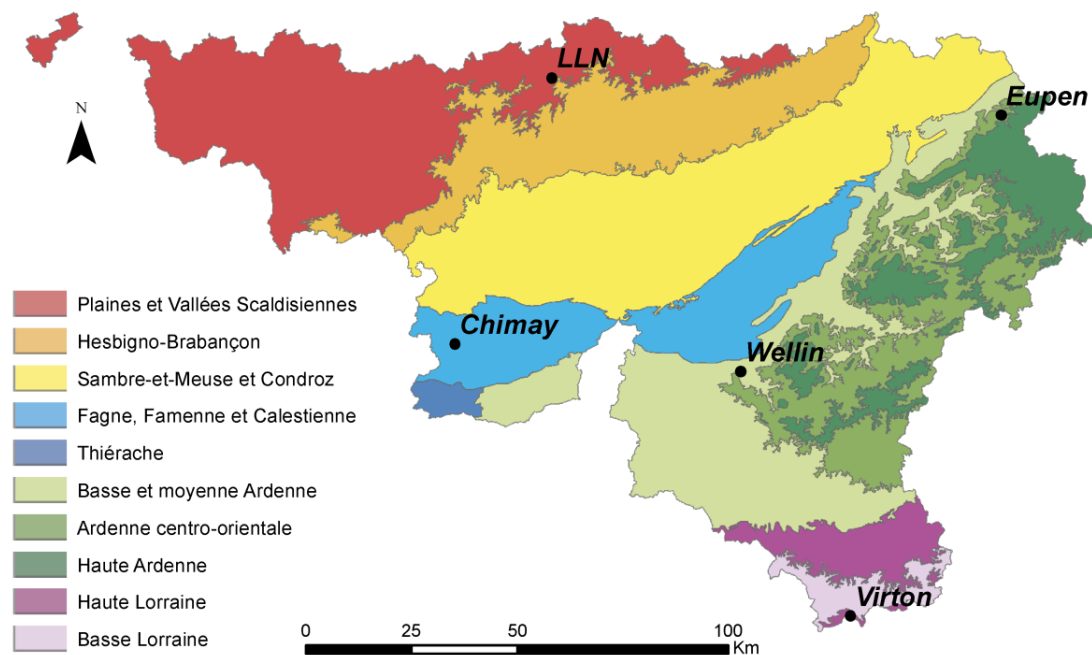 LLN
N
Eupen
Plaines et Vallées Scaldisiennes
Hesbigno-Brabançon
Chimay
Wellin
Sambre-et-Meuse et Condroz
Fagne, Famenne et Calestienne
Thiérache
Basse et moyenne Ardenne
Ardenne centro-orientale
Haute Ardenne
Haute Lorraine
Virton
Basse Lorraine
0 25 50 100
Km